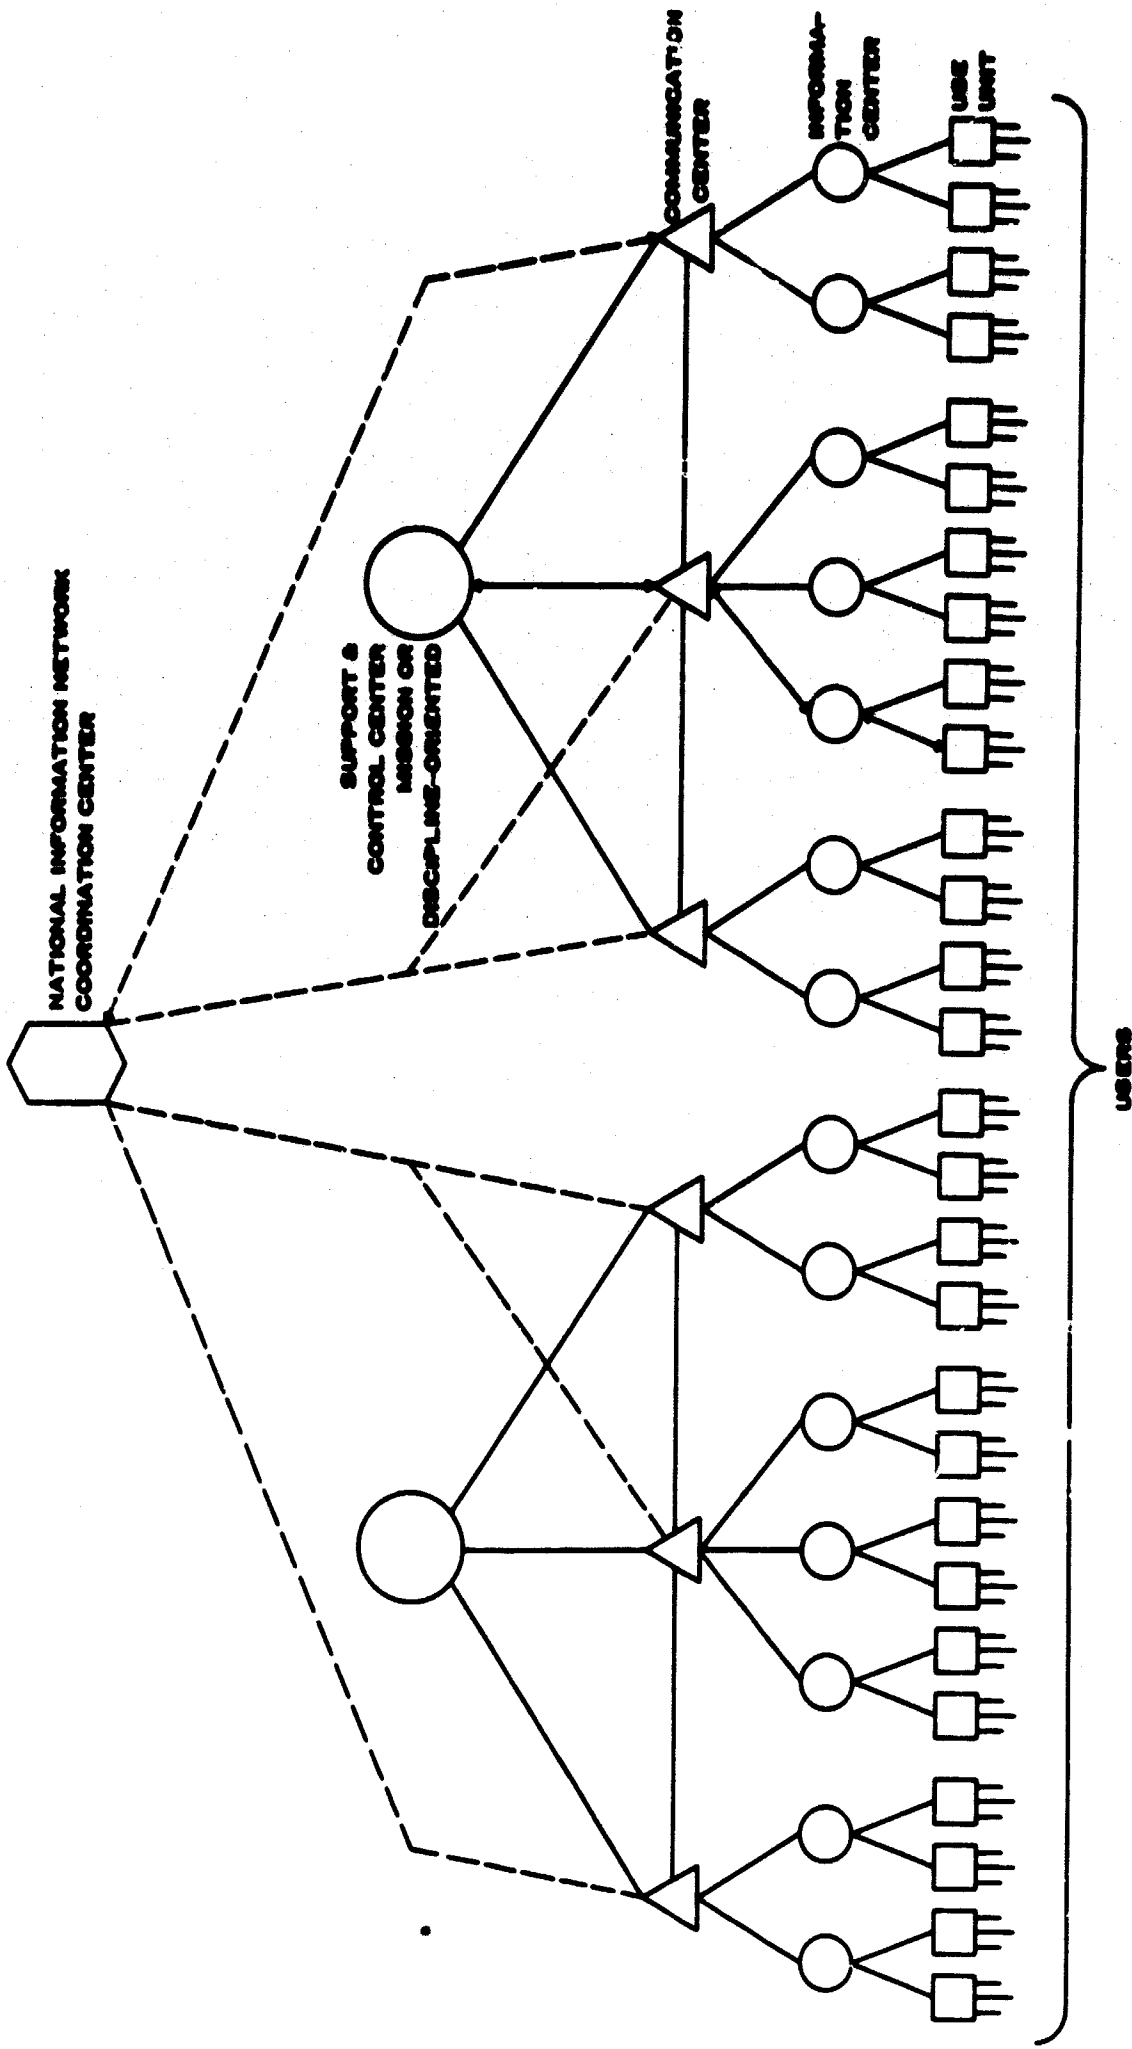 NATIONAL INFORMATION NETWORK
COORDINATION CENTER
SUPPORT &
CONTROL CENTER
MISSION OR
DISCIPLINE-ORIENTED
COMMUNICATION
CENTER
INFORMA-
TION
CENTER
USE
UNIT
USERS